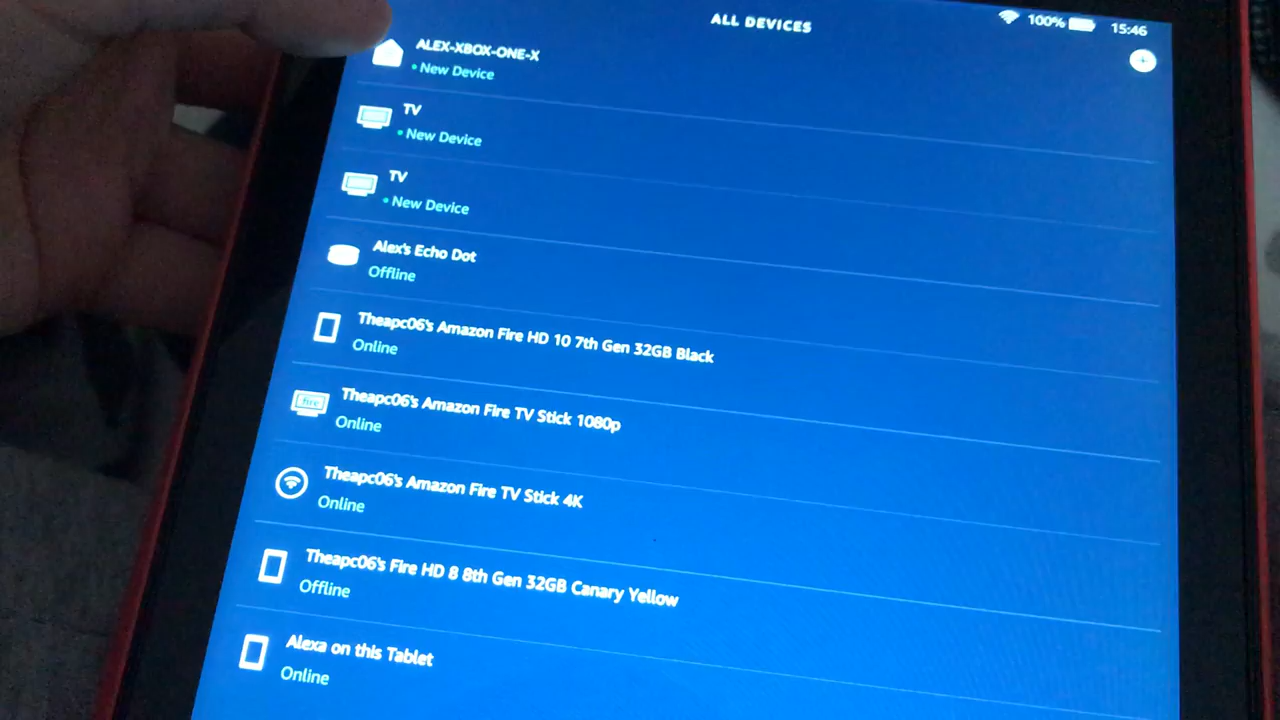 ALL DEVICES
100%
15:46
ALEX-XBOX-ONE-X
• New Device
TV
• New Device
TV
• New Device
Alex's Echo Dot
Offline
Theapc06's Amazon Fire HD 10 7th Gen 32GB Black
Online
fire
Theapc06's Amazon Fire TV Stick 1080p
Online
Theapc06's Amazon Fire TV Stick 4K
Online
Theapc06's Fire HD 8 8th Gen 32GB Canary Yellow
Offline
Alexa on this Tablet
Online